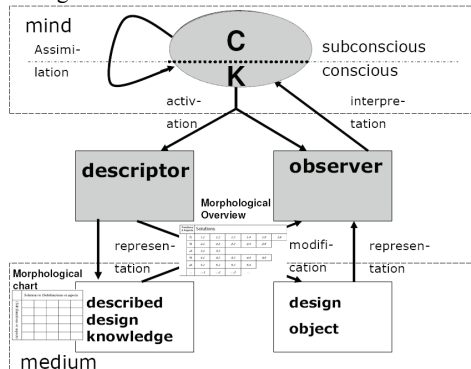 mind
Assimi-
lation
C
K
subconscious
conscious
activ-
ation
interpre-
tation
descriptor
observer
Morphological
Overview
Solutions
represen-
tation
modifi-
cation
represen-
tation
Morphological
chart
described
design
knowledge
design
object
medium